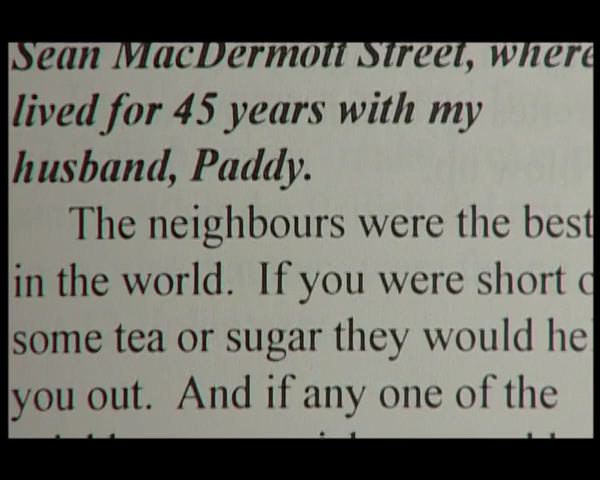 Sean MacDermott Street, where
lived for 45 years with my
husband, Paddy.
The neighbours were the best
in the world. If you were short
some tea or sugar they would
you out. And if any one of the